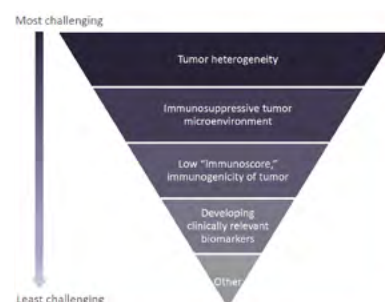 Most challenging
Tumor heterogeneity
Immunosuppressive tumor
microenvironment
Low “immunoscore,”
immunogenicity of tumor
Developing
clinically relevant
biomarkers
Other
Least challenging